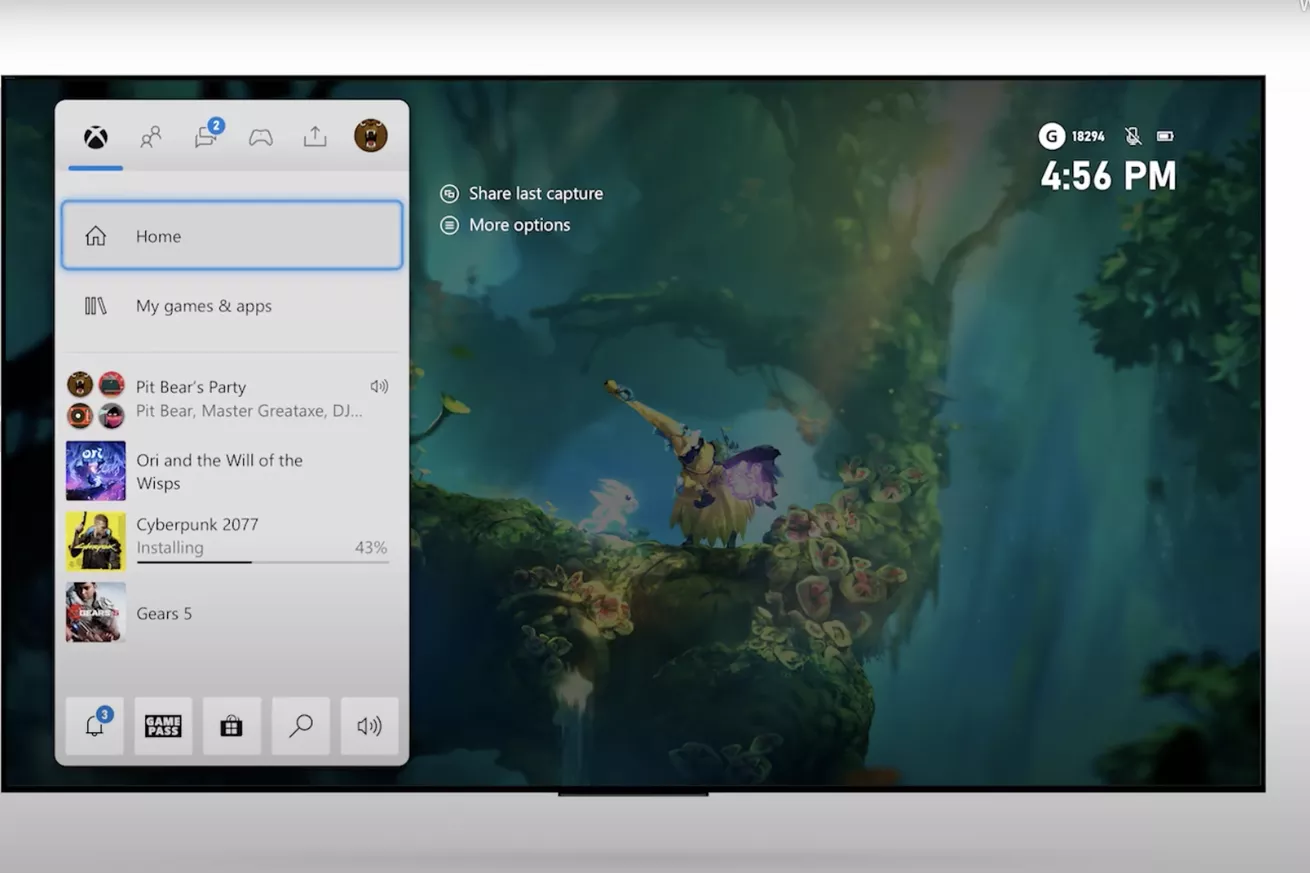 2
G 18294
4:56 PM
Share last capture
More options
Home
My games & apps
Pit Bear's Party
Pit Bear, Master Greataxe, DJ...
ori
Ori and the Will of the
Wisps
Cyberpunk 2077
Installing 43%
GEARS
Gears 5
3
GAME
PASS